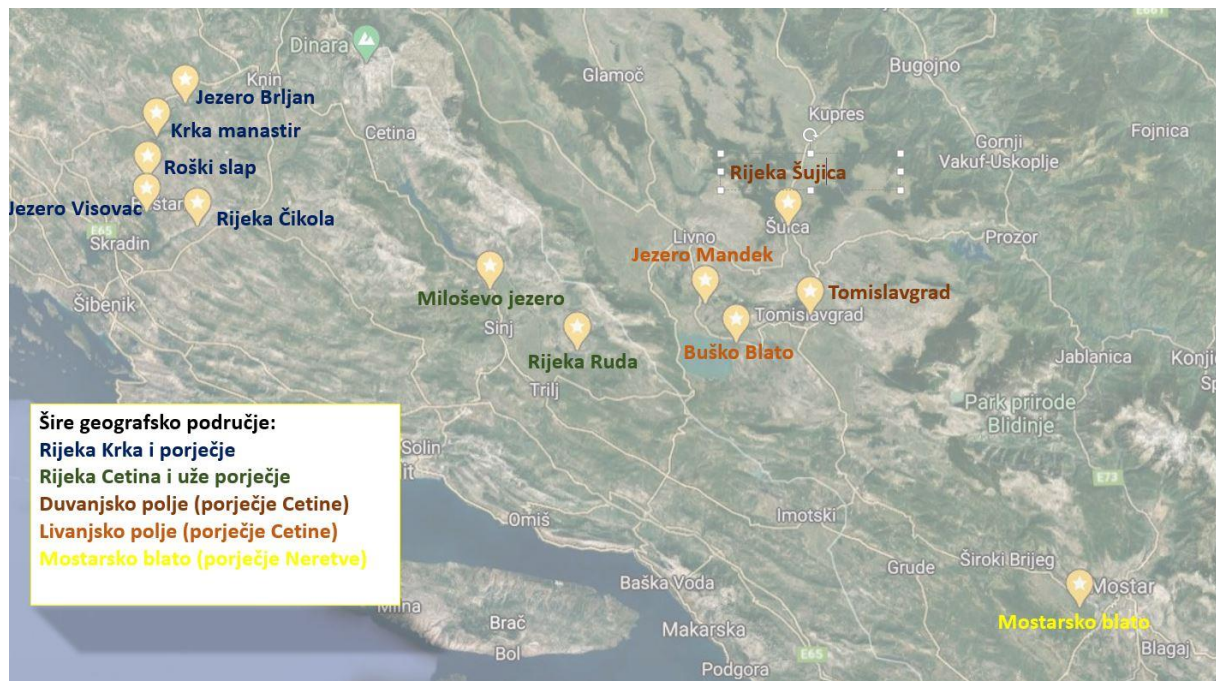 Dinara
Glamoč
Bugojno
Knin
Jezero Brljan
Kupres
Krka manastir
Cetina
Fojnica
Gornji
Vakuf-Uskoplje
Roški slap
Rijeka Šujica
Jezero Visovac
Rijeka Čikola
E65
Skradin
Livno
Prozor
Jezero Mandek
Miloševo jezero
Tomislavgrad
Šibenik
Sinj
Tomislavgrad
Rijeka Ruda
Buško Blato
Jablanica
Trilj
Park prirode
Blidinje
Šire geografsko područje:
Rijeka Krka i porječje
Rijeka Cetina i uže porječje
Duvanjsko polje (porječje Cetine)
Livanjsko polje (porječje Cetine)
Mostarsko blato (porječje Neretve)
Solin
E73
Omiš
Imotski
Široki Brijeg
Grude
Baška Voda
Mostar
Brač
Makarska
Mostarsko blato
Bol
E65
Podgora
Blagaj